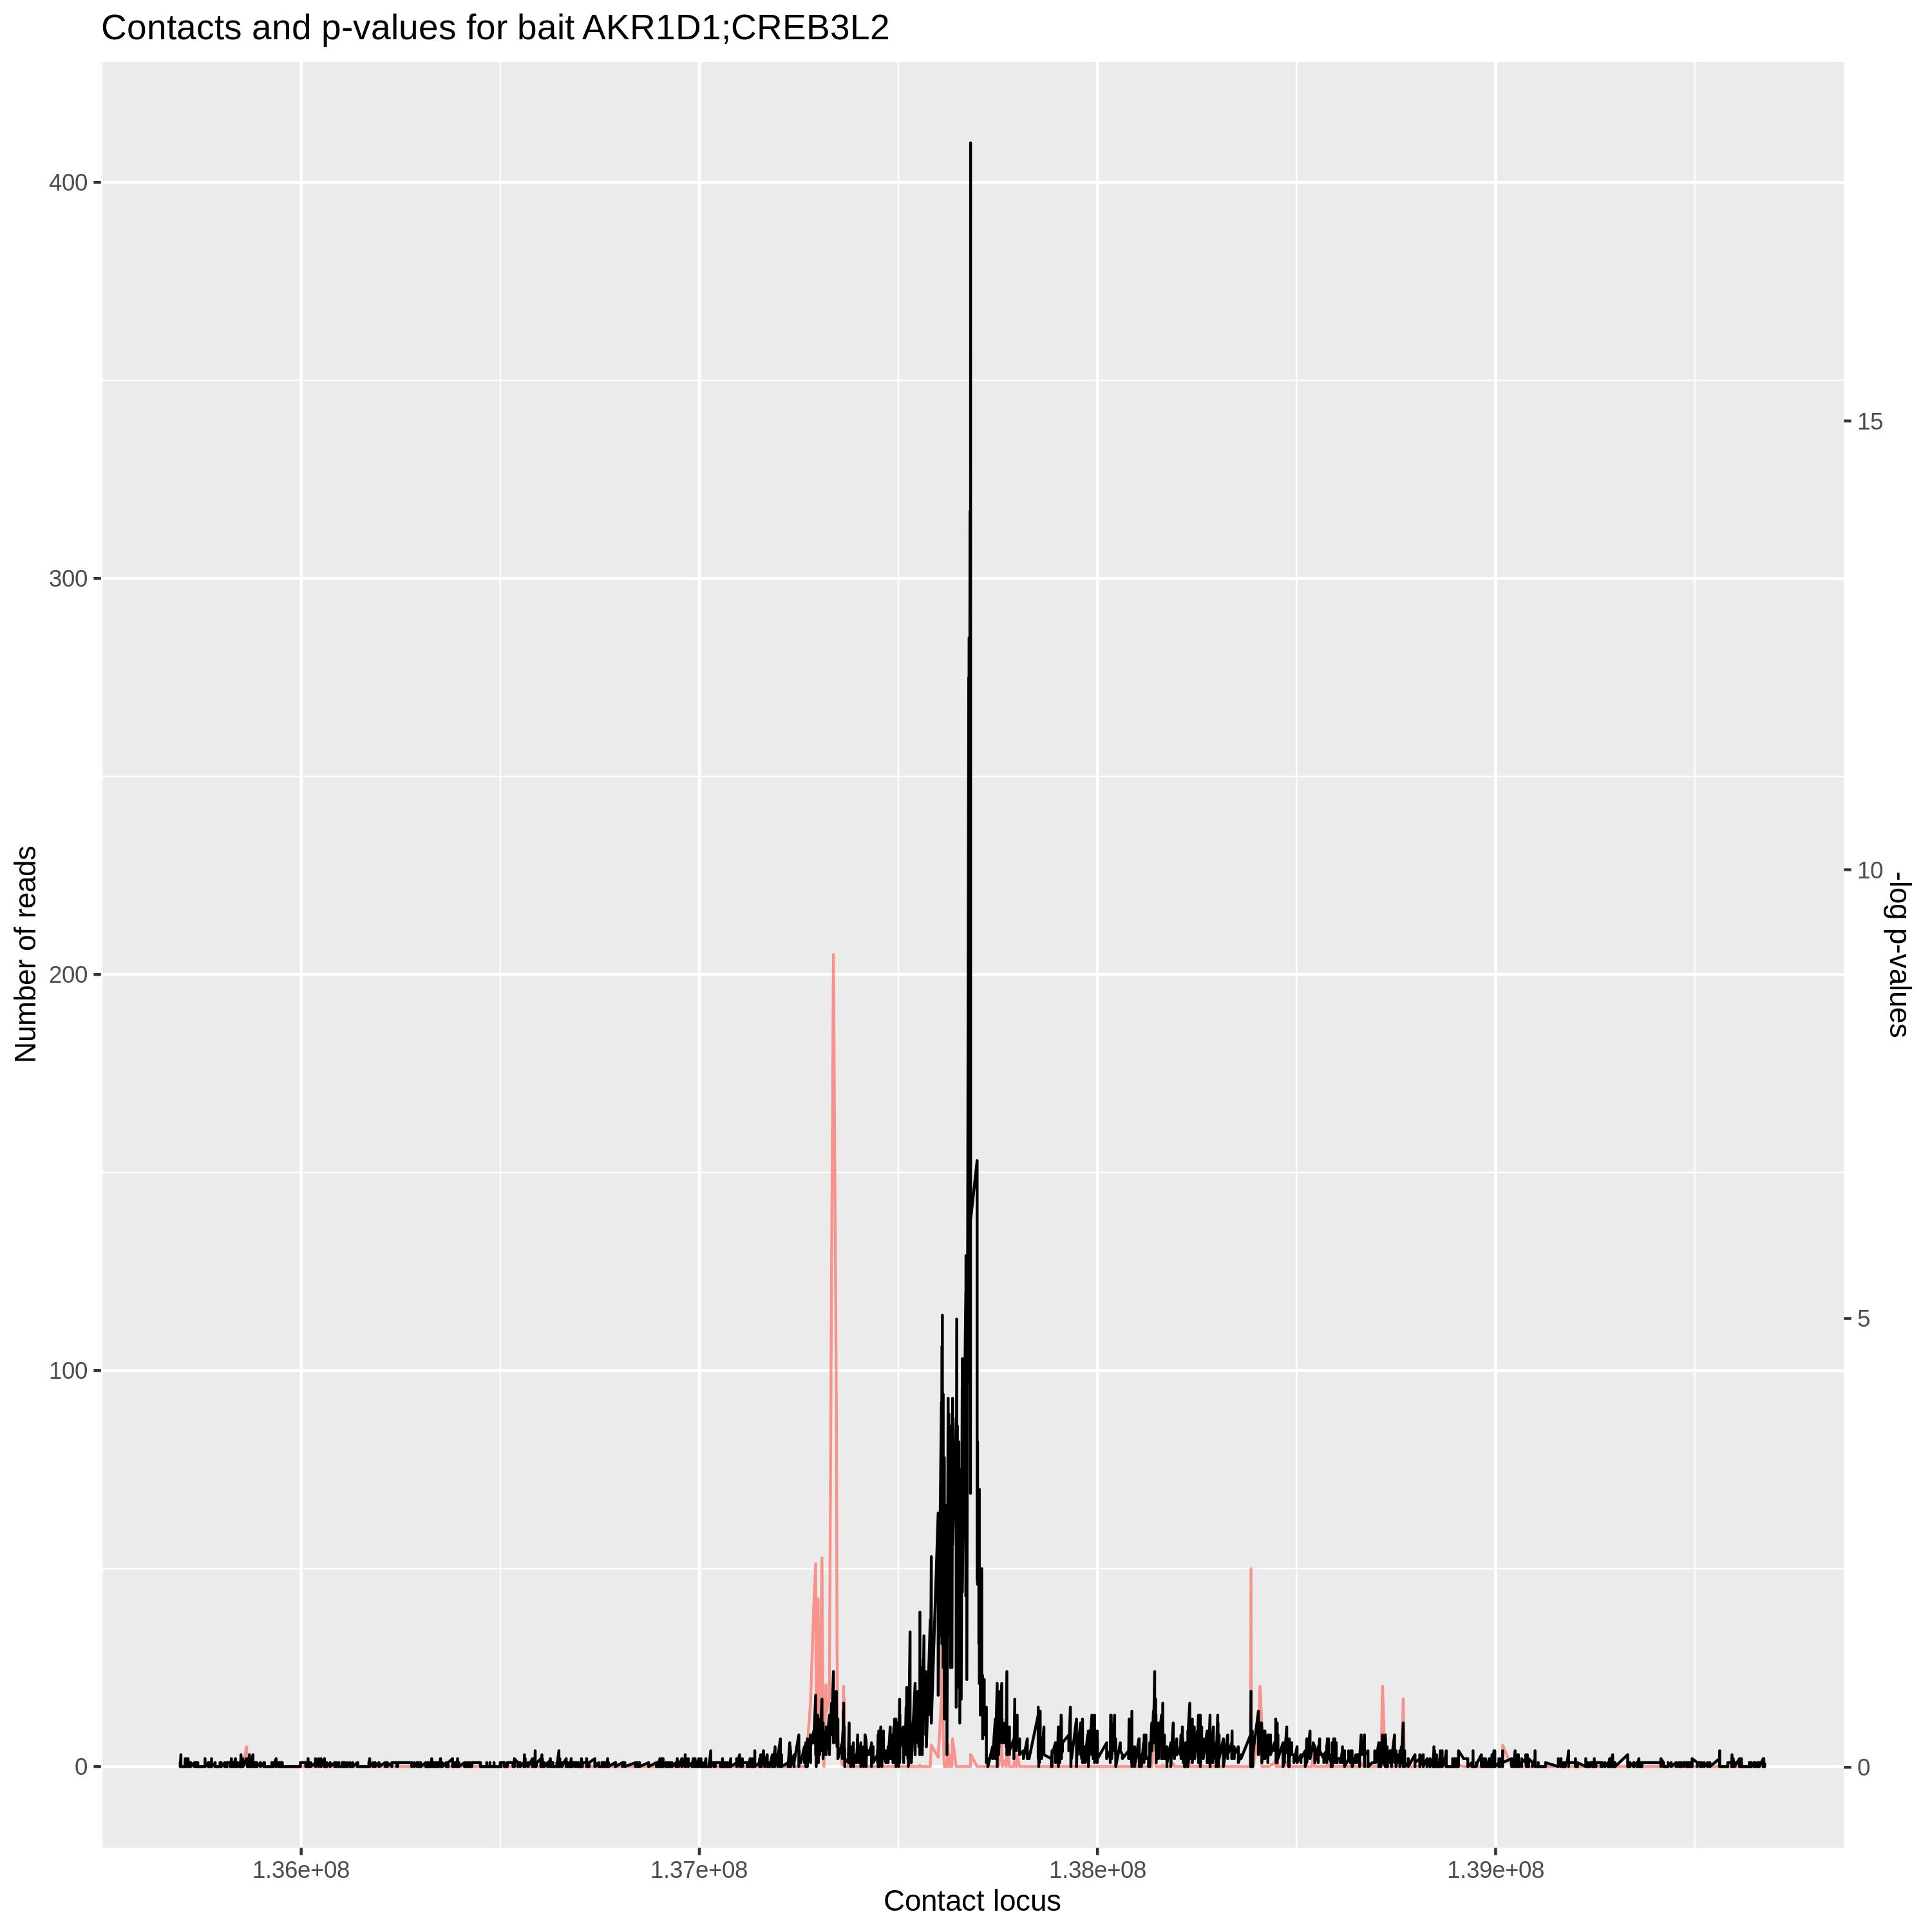 Contacts and p-values for bait AKR1D1;CREB3L2
Number of reads
400
300
200
100
0
15
10
5
0
-log p-values
1.36e+08
1.37e+08
1.38e+08
1.39e+08
Contact locus